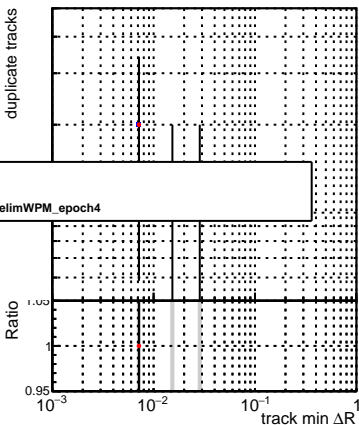 duplicate tracks
elimWPM_epoch4
1.05
Ratio
1
0.95
10⁻³ 10⁻² 10⁻¹ 1
track min ΔR